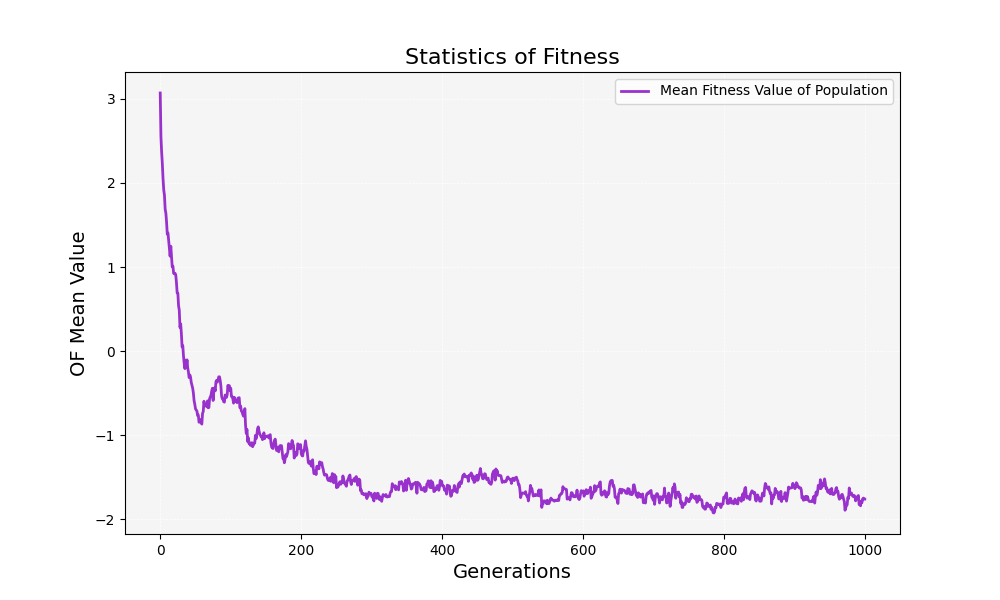 Statistics of Fitness
Mean Fitness Value of Population
OF Mean Value
3
2
1
0
−1
−2
0 200 400 600 800 1000
Generations